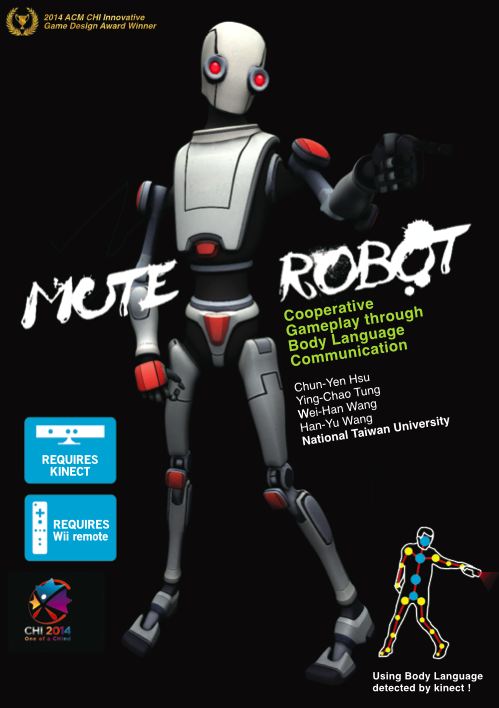 2014 ACM CHI Innovative
Game Design Award Winner
MUTE ROBOT
Cooperative
Gameplay through
Body Language
Communication
Chun-Yen Hsu
Ying-Chao Tung
Wei-Han Wang
Han-Yu Wang
National Taiwan University
REQUIRES
KINECT
REQUIRES
Wii remote
CHI 2014
One of a CHInd
Using Body Language
detected by kinect !